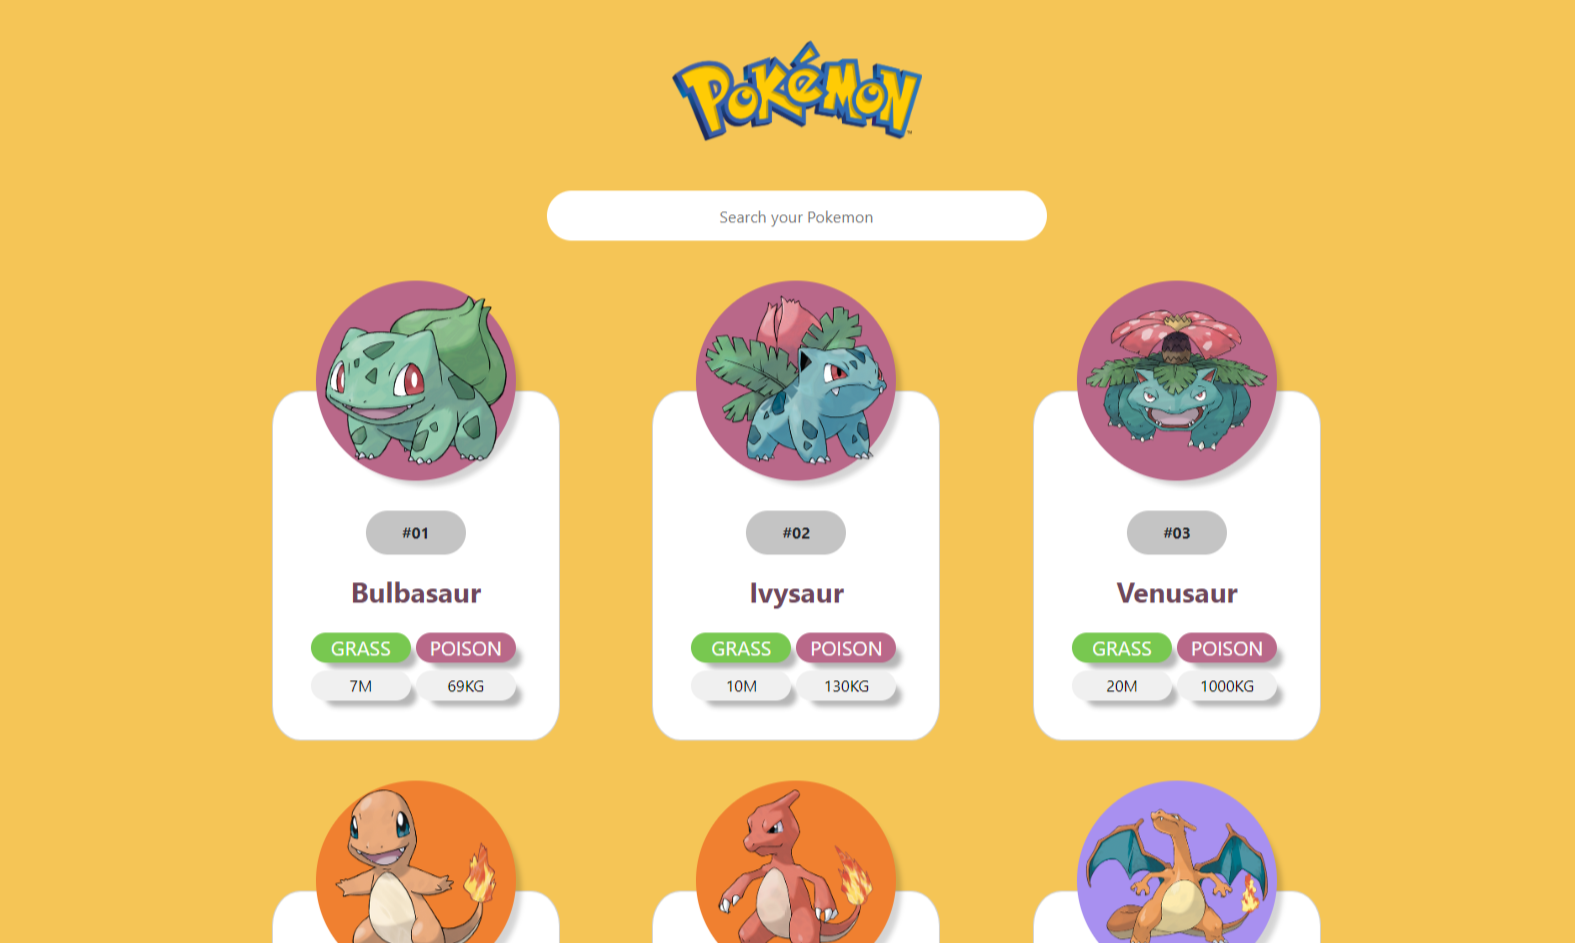 Pokémon
Search your Pokemon
#01
#02
#03
Bulbasaur
Ivysaur
Venusaur
GRASS POISON
GRASS POISON
GRASS POISON
7M 69KG
10M 130KG
20M 1000KG